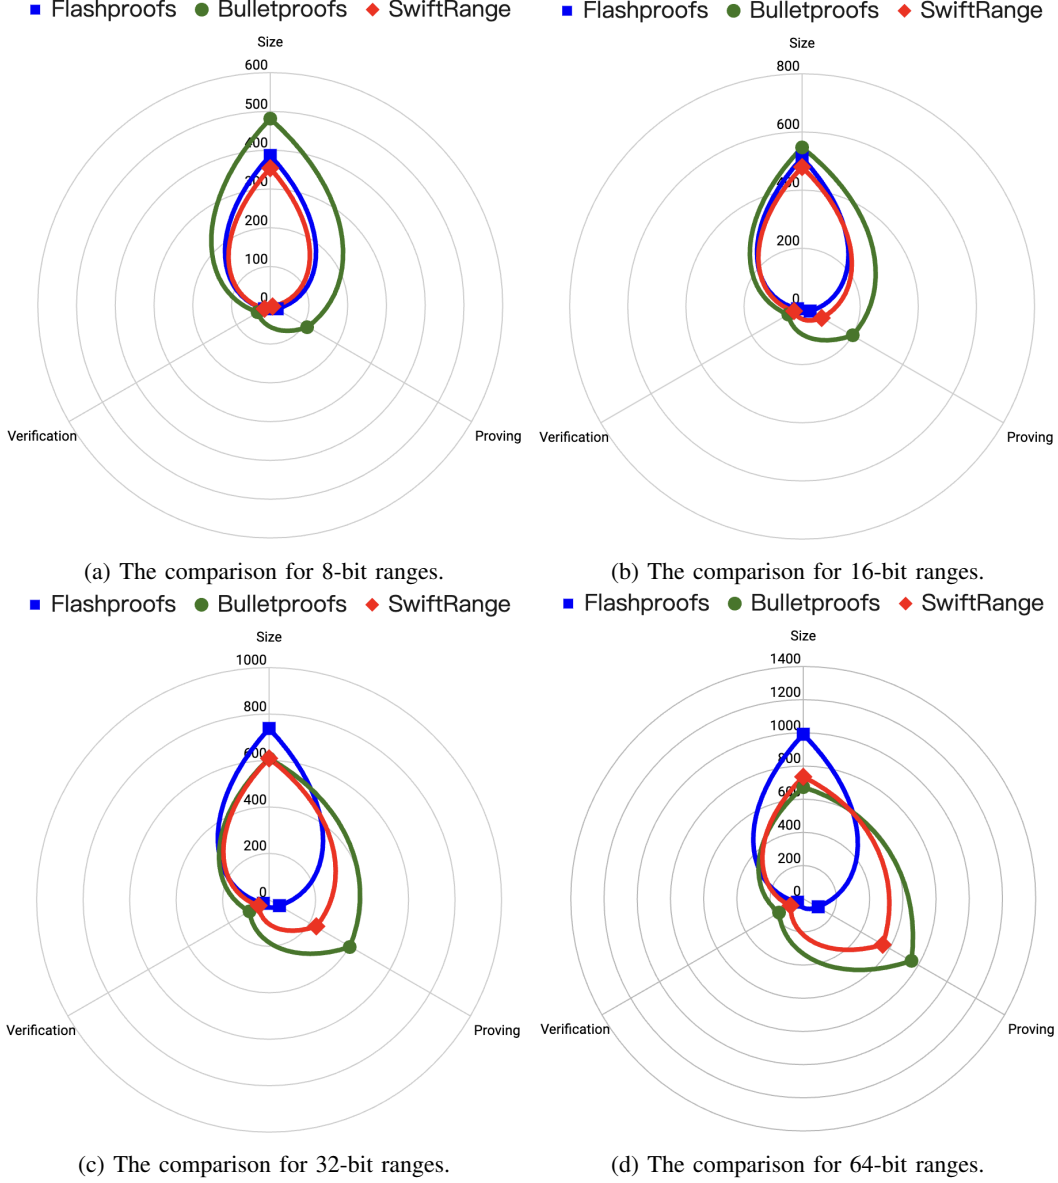 Flashproofs Bulletproofs SwiftRange
Size
600
500
400
300
200
100
0
Verification
Proving
(a) The comparison for 8-bit ranges.
Flashproofs Bulletproofs SwiftRange
Size
800
600
400
200
0
Verification
Proving
(b) The comparison for 16-bit ranges.
Flashproofs Bulletproofs SwiftRange
Size
1000
800
600
400
200
0
Verification
Proving
(c) The comparison for 32-bit ranges.
Flashproofs Bulletproofs SwiftRange
Size
1400
1200
1000
800
600
400
200
0
Verification
Proving
(d) The comparison for 64-bit ranges.